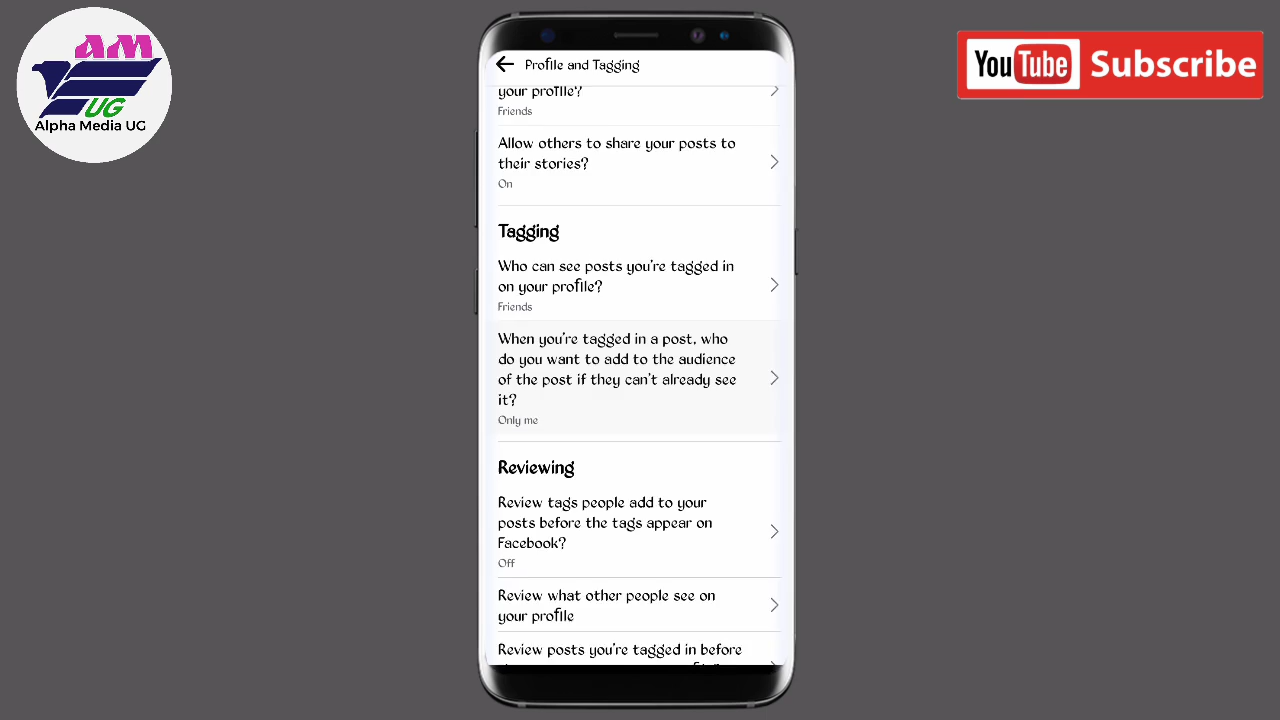 AM
UG
Alpha Media UG
YouTube Subscribe
Profile and Tagging
your profile?
Friends
Allow others to share your posts to
their stories?
On
Tagging
Who can see posts you're tagged in
on your profile?
Friends
When you're tagged in a post, who
do you want to add to the audience
of the post if they can't already see
it?
Only me
Reviewing
Review tags people add to your
posts before the tags appear on
Facebook?
Off
Review what other people see on
your profile
Review posts you're tagged in before